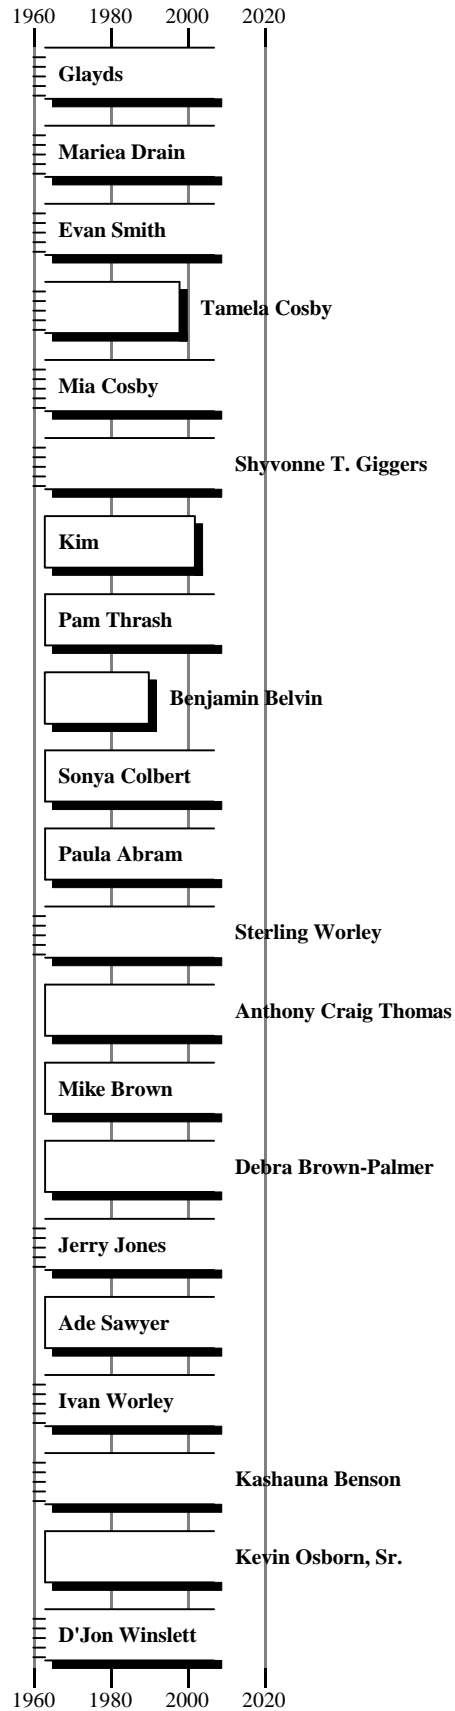 1960 1980 2000 2020
Glayds
Mariea Drain
Evan Smith
Tamela Cosby
Mia Cosby
Shyvonne T. Giggers
Kim
Pam Thrash
Benjamin Belvin
Sonya Colbert
Paula Abram
Sterling Worley
Anthony Craig Thomas
Mike Brown
Debra Brown-Palmer
Jerry Jones
Ade Sawyer
Ivan Worley
Kashauna Benson
Kevin Osborn, Sr.
D'Jon Winslett
1960 1980 2000 2020